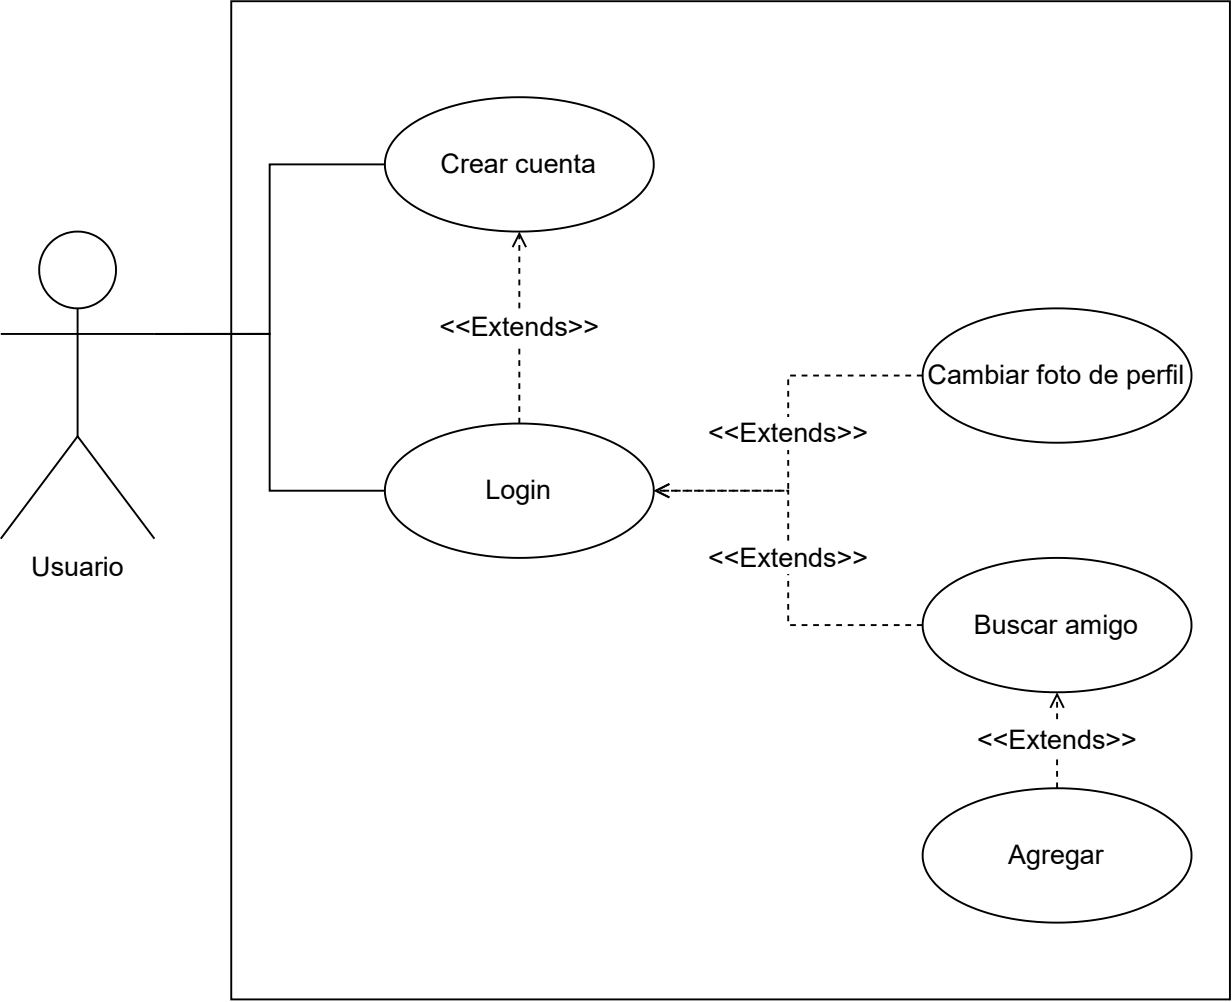 Crear cuenta
<<Extends>>
Cambiar foto de perfil
<<Extends>>
Login
<<Extends>>
Usuario
Buscar amigo
<<Extends>>
Agregar